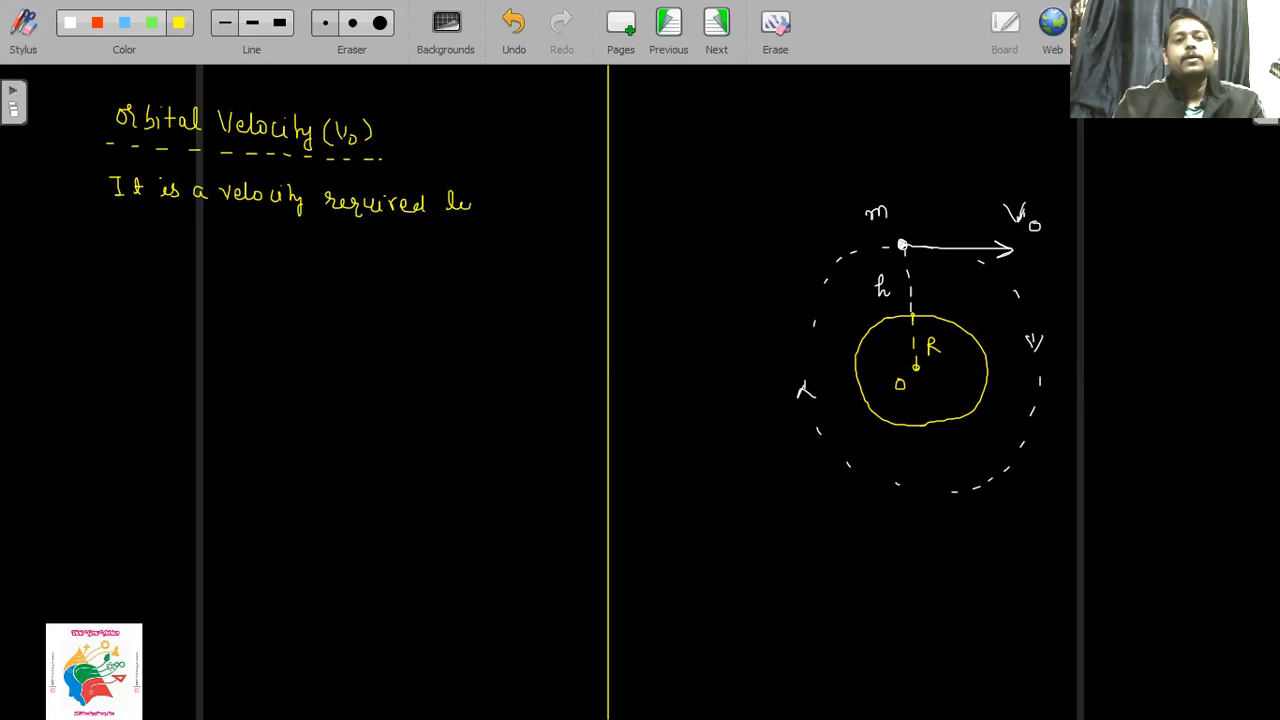 Stylus Color Line Eraser Backgrounds Undo Redo Pages Previous Next Erase Board Web
Orbital Velocity (V0)
It is a velocity required
m
V0
h
R
O